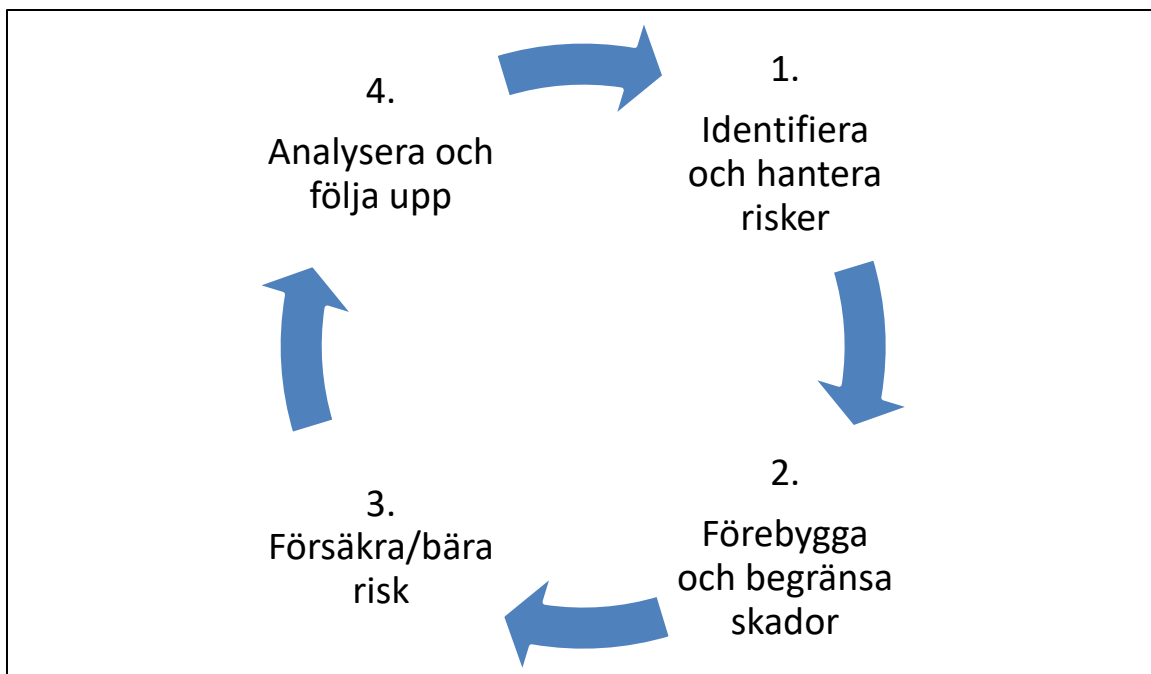 1.
Identifiera
och hantera
risker
2.
Förebygga
och begränsa
skador
3.
Försäkra/bära
risk
4.
Analysera och
följa upp